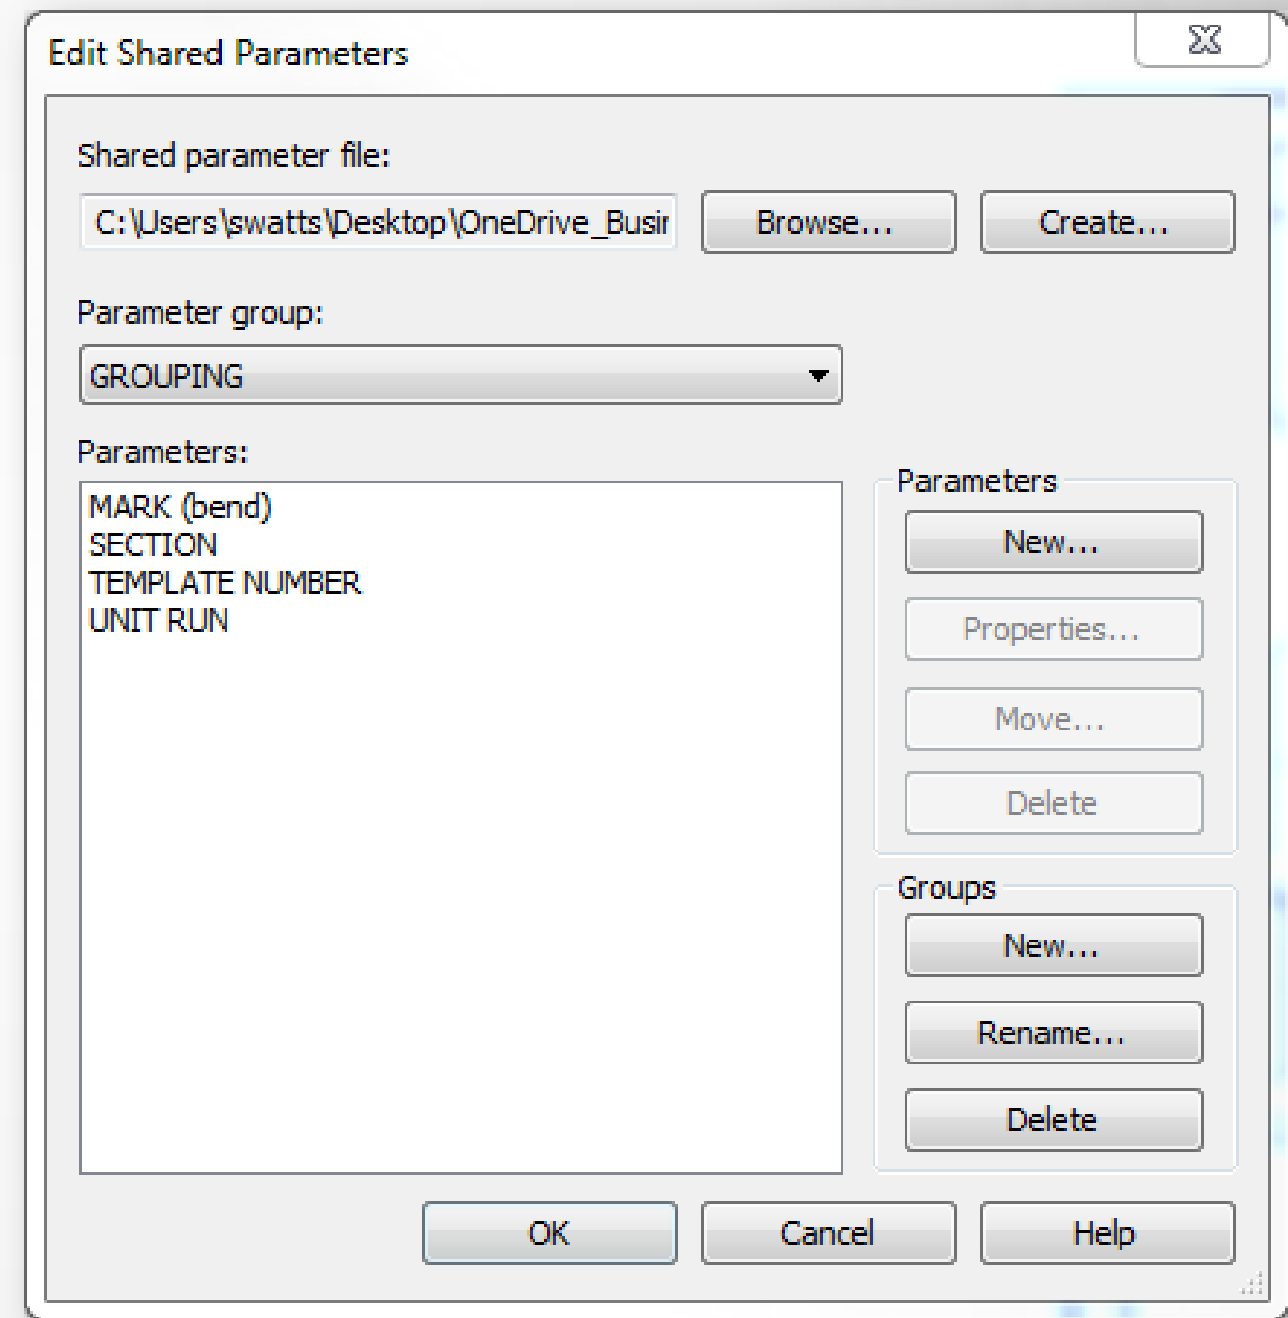 Edit Shared Parameters
Shared parameter file:
C:\Users\swatts\Desktop\OneDrive_Busir
Browse...
Create...
Parameter group:
GROUPING
Parameters:
MARK (bend)
SECTION
TEMPLATE NUMBER
UNIT RUN
Parameters
New...
Properties...
Move...
Delete
Groups
New...
Rename...
Delete
OK
Cancel
Help